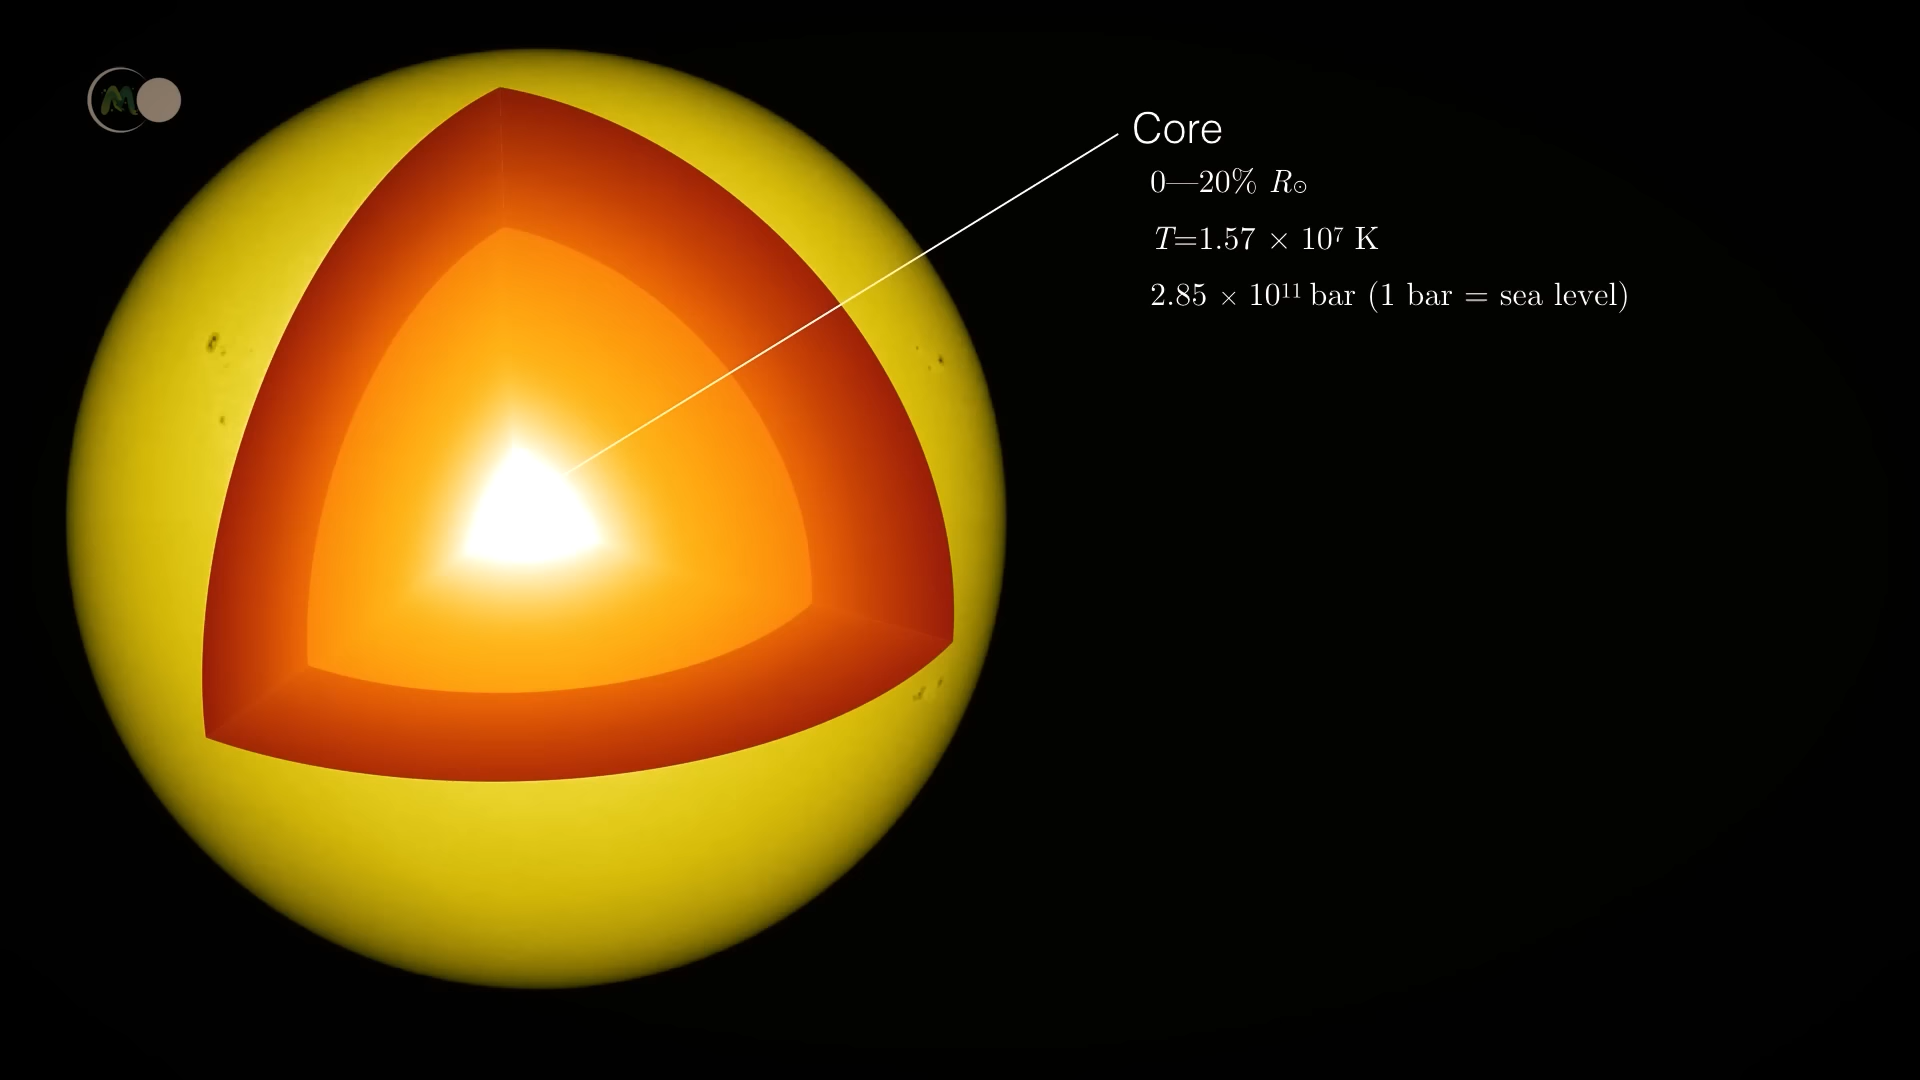 M
Core
0—20% R☉
T=1.57 × 10⁷ K
2.85 × 10¹¹ bar (1 bar = sea level)